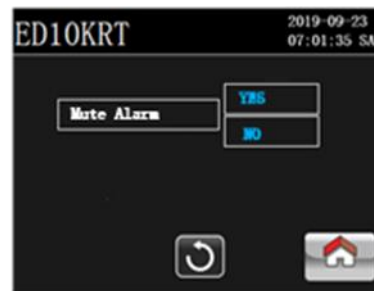 ED10KRT
2019-09-23
07:01:35 SA
Mute Alarm
YES
NO